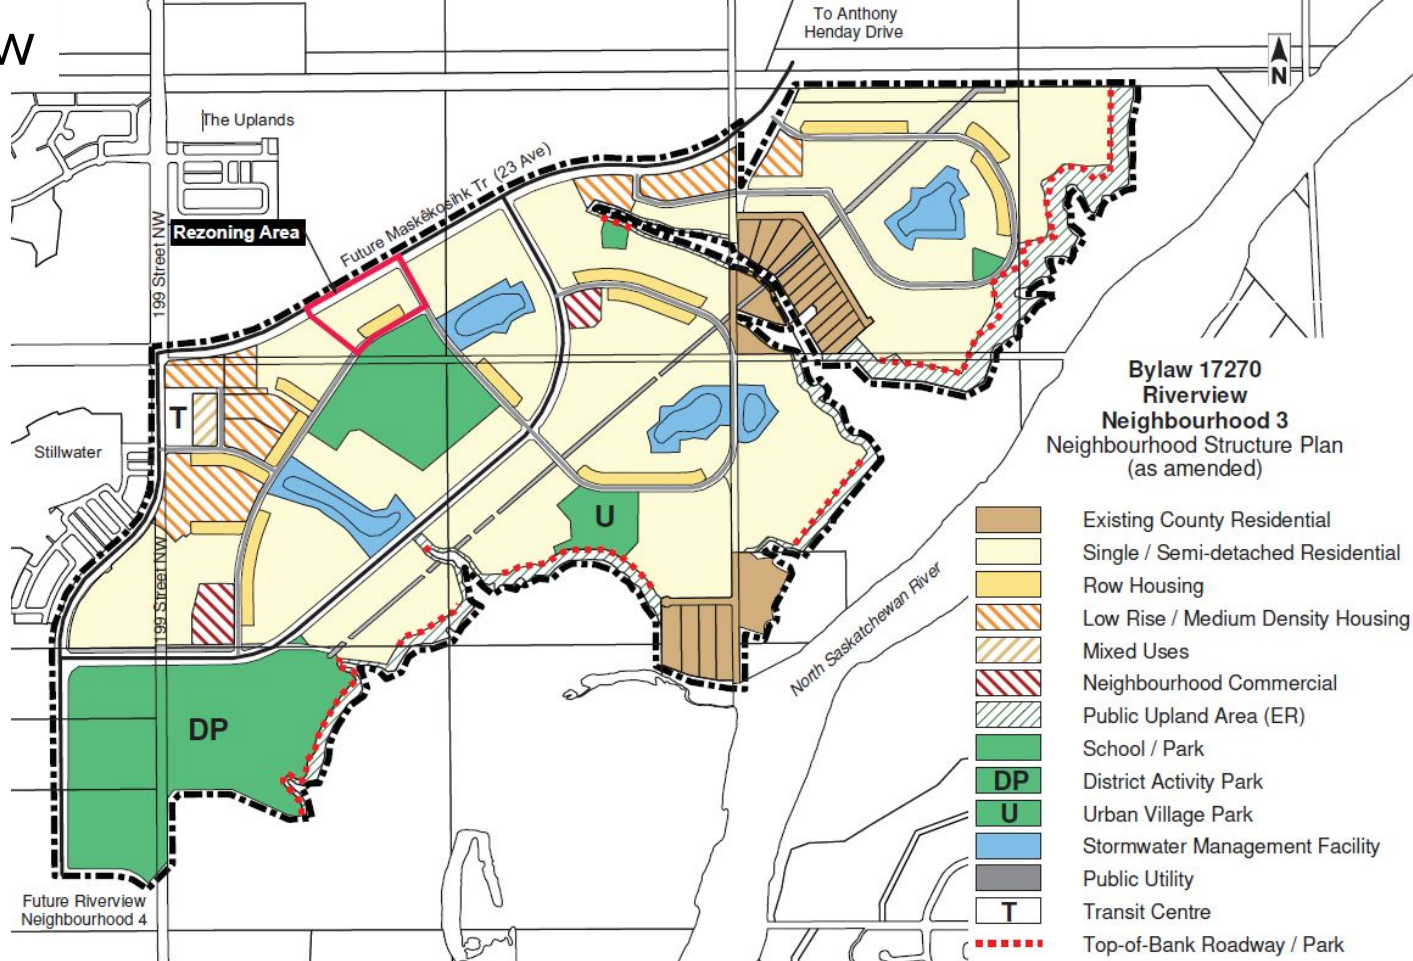 W
To Anthony
Henday Drive
N
The Uplands
Future Maskêkosihk Tr (23 Ave)
Rezoning Area
199 Street NW
T
Stillwater
U
199 Street NW
DP
North Saskatchewan River
Future Riverview
Neighbourhood 4
Bylaw 17270
Riverview
Neighbourhood 3
Neighbourhood Structure Plan
(as amended)
Existing County Residential
Single / Semi-detached Residential
Row Housing
Low Rise / Medium Density Housing
Mixed Uses
Neighbourhood Commercial
Public Upland Area (ER)
School / Park
DP District Activity Park
U Urban Village Park
Stormwater Management Facility
Public Utility
T Transit Centre
Top-of-Bank Roadway / Park